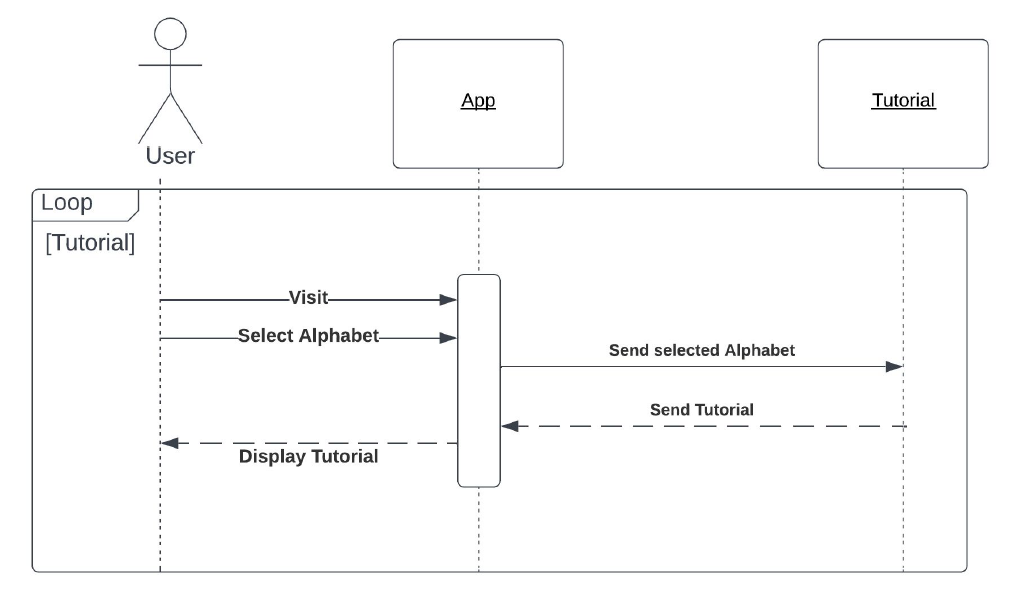 User
App
Tutorial
Loop
[Tutorial]
Visit
Select Alphabet
Send selected Alphabet
Send Tutorial
Display Tutorial